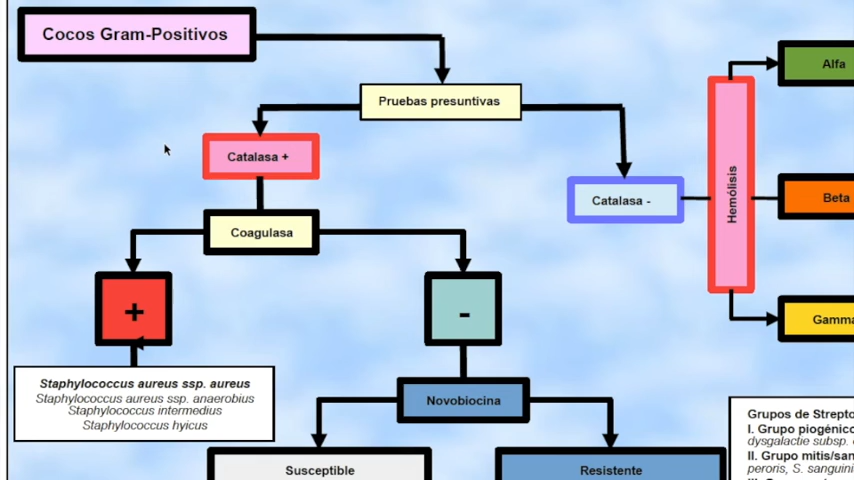 Cocos Gram-Positivos
Pruebas presuntivas
Catalasa +
Catalasa -
Hemólisis
Alfa
Beta
Gamma
Coagulasa
+
-
Staphylococcus aureus ssp. aureus
Staphylococcus aureus ssp. anaerobius
Staphylococcus intermedius
Staphylococcus hyicus
Novobiocina
Susceptible
Resistente
Grupos de Strepto
I. Grupo piogénico
dysgalactie subsp.
II. Grupo mitis/san
peroris, S. sanguini